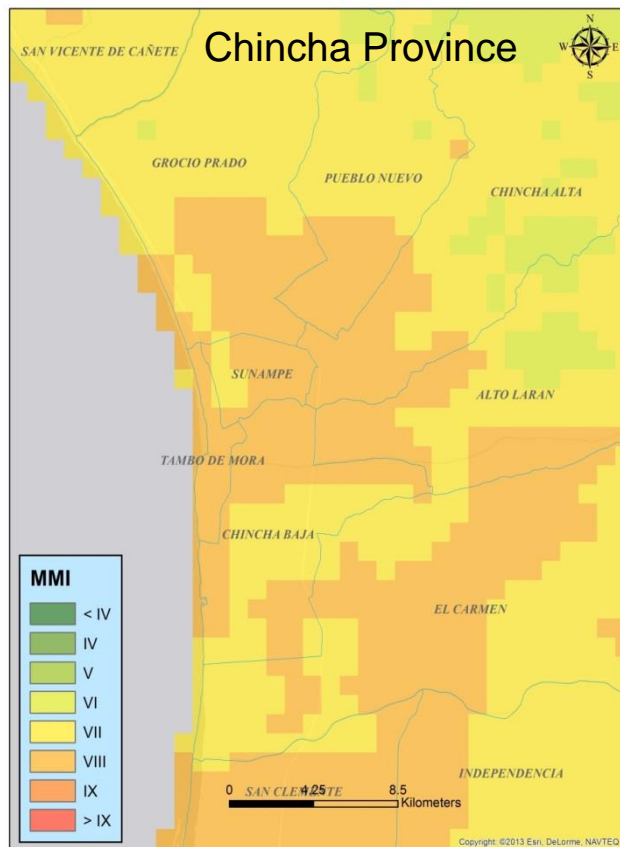 Chincha Province
N
W E
S
SAN VICENTE DE CAÑETE
GROCIO PRADO
PUEBLO NUEVO
CHINCHA ALTA
SUNAMPE
ALTO LARAN
TAMBO DE MORA
CHINCHA BAJA
EL CARMEN
INDEPENDENCIA
SAN CLEMENTE
MMI
< IV
IV
V
VI
VII
VIII
IX
> IX
0 4.25 8.5
Kilometers
Copyright: ©2013 Esri, DeLorme, NAVTEQ